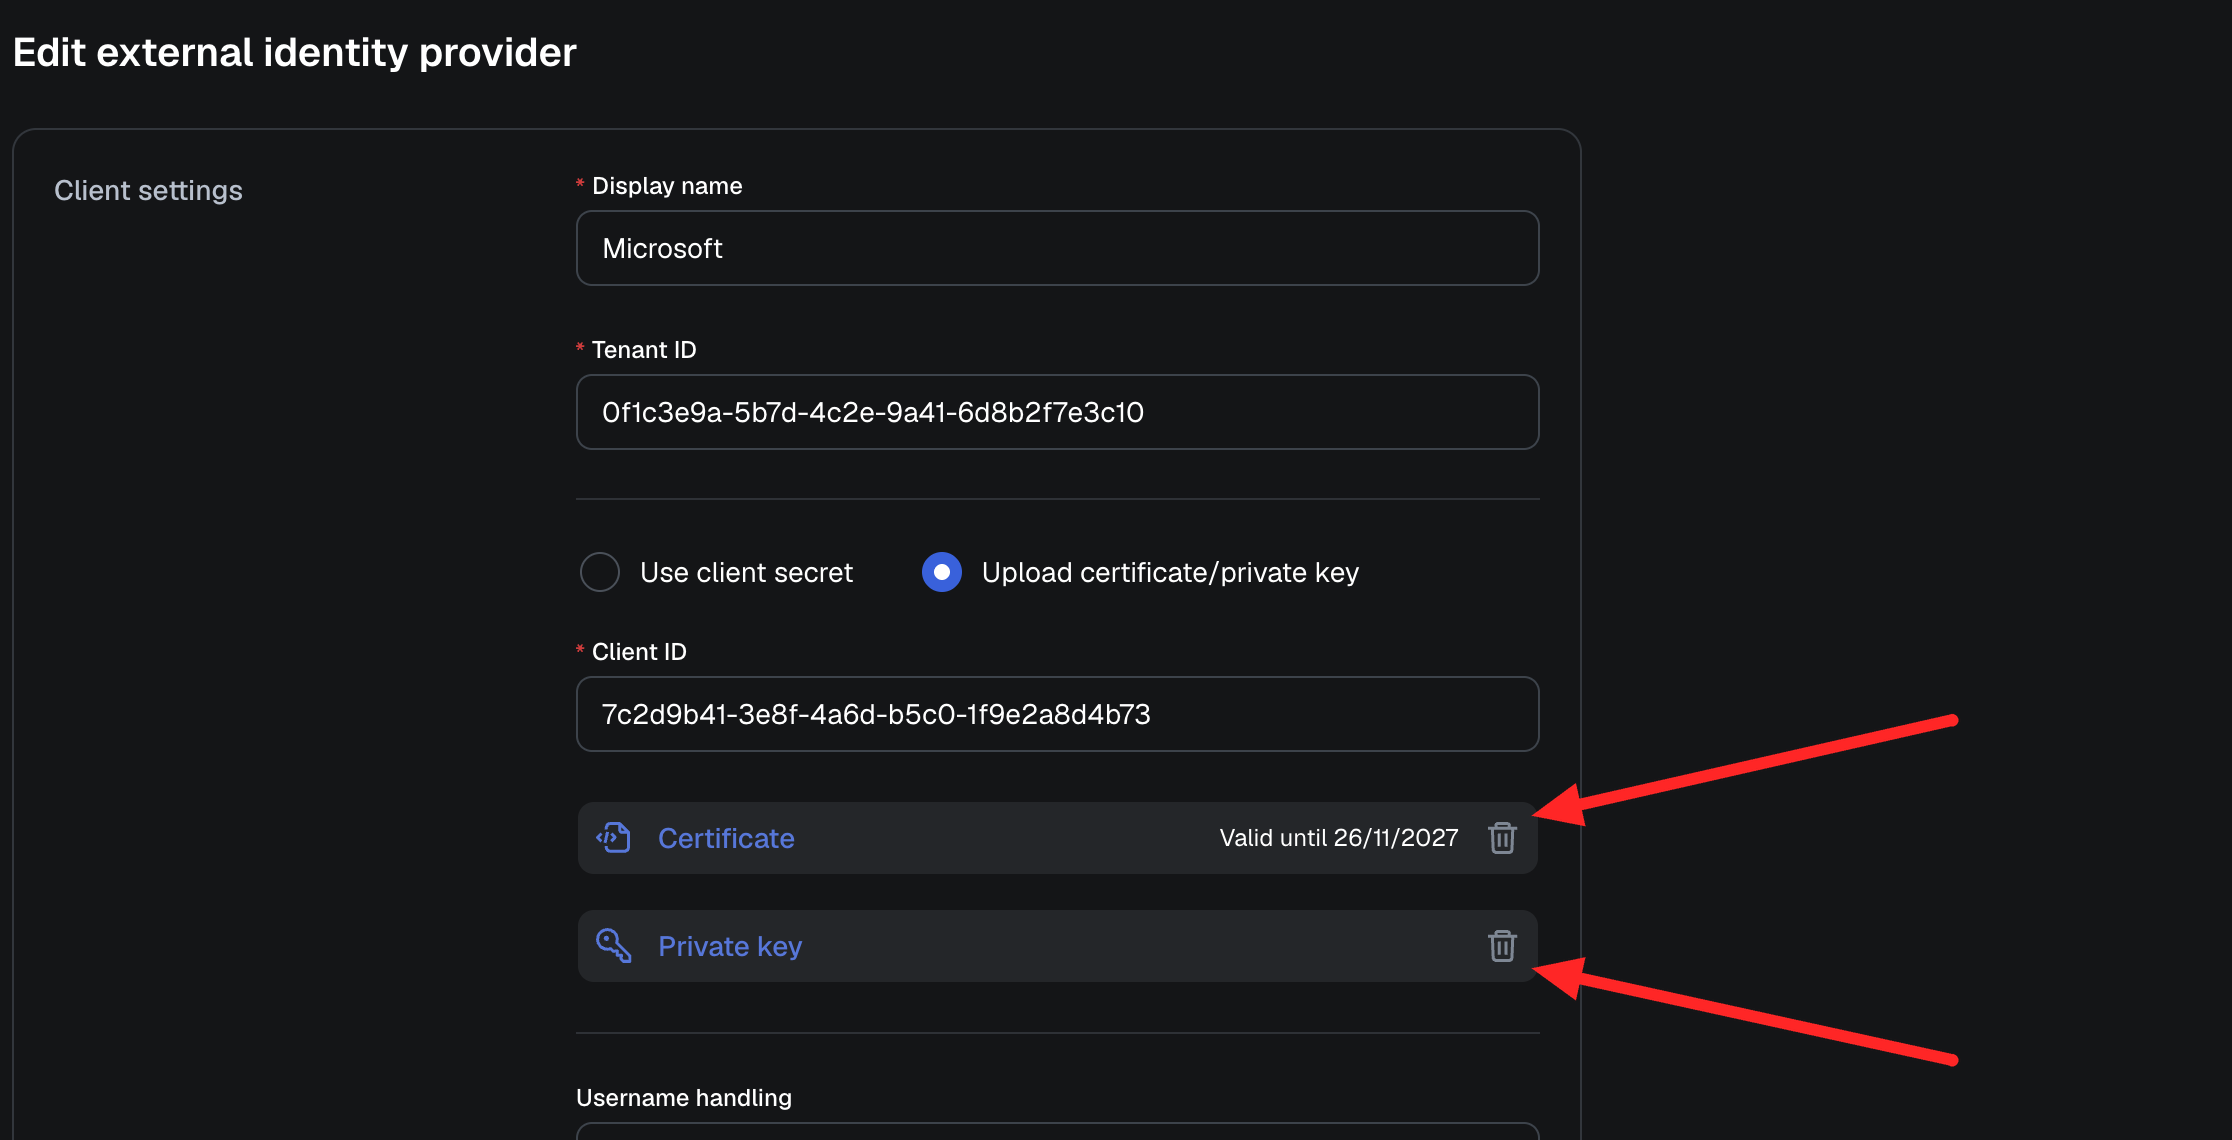 Edit external identity provider
Client settings
* Display name
Microsoft
* Tenant ID
0f1c3e9a-5b7d-4c2e-9a41-6d8b2f7e3c10
Use client secret
Upload certificate/private key
* Client ID
7c2d9b41-3e8f-4a6d-b5c0-1f9e2a8d4b73
Certificate
Valid until 26/11/2027
Private key
Username handling